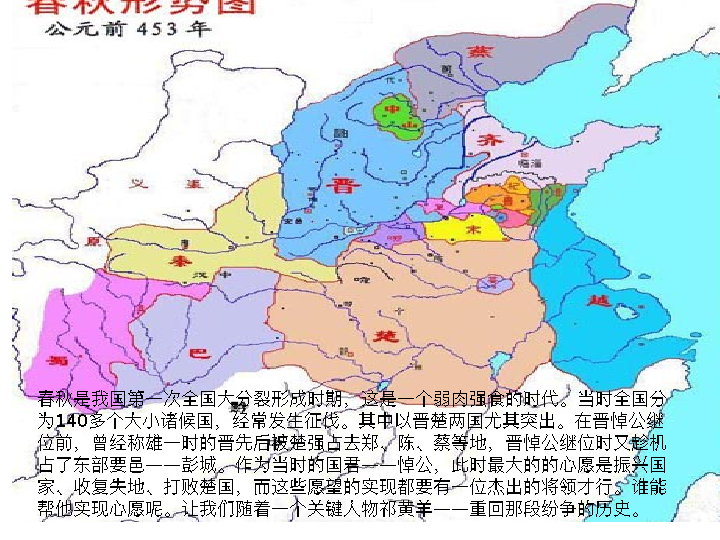 春秋形势图
公元前 453 年
燕
代
中
山
齐
临淄
晋
义 渠
秦
汉 中
宋
楚
越
巴
蜀
黔
春秋是我国第一次全国大分裂形成时期，这是一个弱肉强食的时代。当时全国分
为140多个大小诸候国，经常发生征伐。其中以晋楚两国尤其突出。在晋悼公继
位前，曾经称雄一时的晋先后被楚强占去郑、陈、蔡等地，晋悼公继位时又趁机
占了东部要邑——彭城。作为当时的国君——悼公，此时最大的的心愿是振兴国
家、收复失地、打败楚国，而这些愿望的实现都要有一位杰出的将领才行。谁能
帮他实现心愿呢。让我们随着一个关键人物祁黄羊——重回那段纷争的历史。